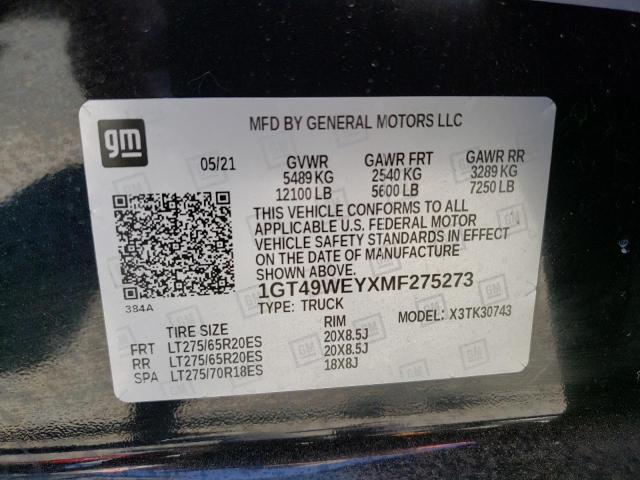 gm
MFD BY GENERAL MOTORS LLC
05/21 GVWR GAWR FRT GAWR RR
5489 KG 2540 KG 3289 KG
12100 LB 5600 LB 7250 LB
THIS VEHICLE CONFORMS TO ALL
APPLICABLE U.S. FEDERAL MOTOR
VEHICLE SAFETY STANDARDS IN EFFECT
ON THE DATE OF MANUFACTURE
SHOWN ABOVE.
1GT49WEYXMF275273
384A
TYPE: TRUCK MODEL: X3TK30743
TIRE SIZE RIM
FRT LT275/65R20ES 20X8.5J
RR LT275/65R20ES 20X8.5J
SPA LT275/70R18ES 18X8J